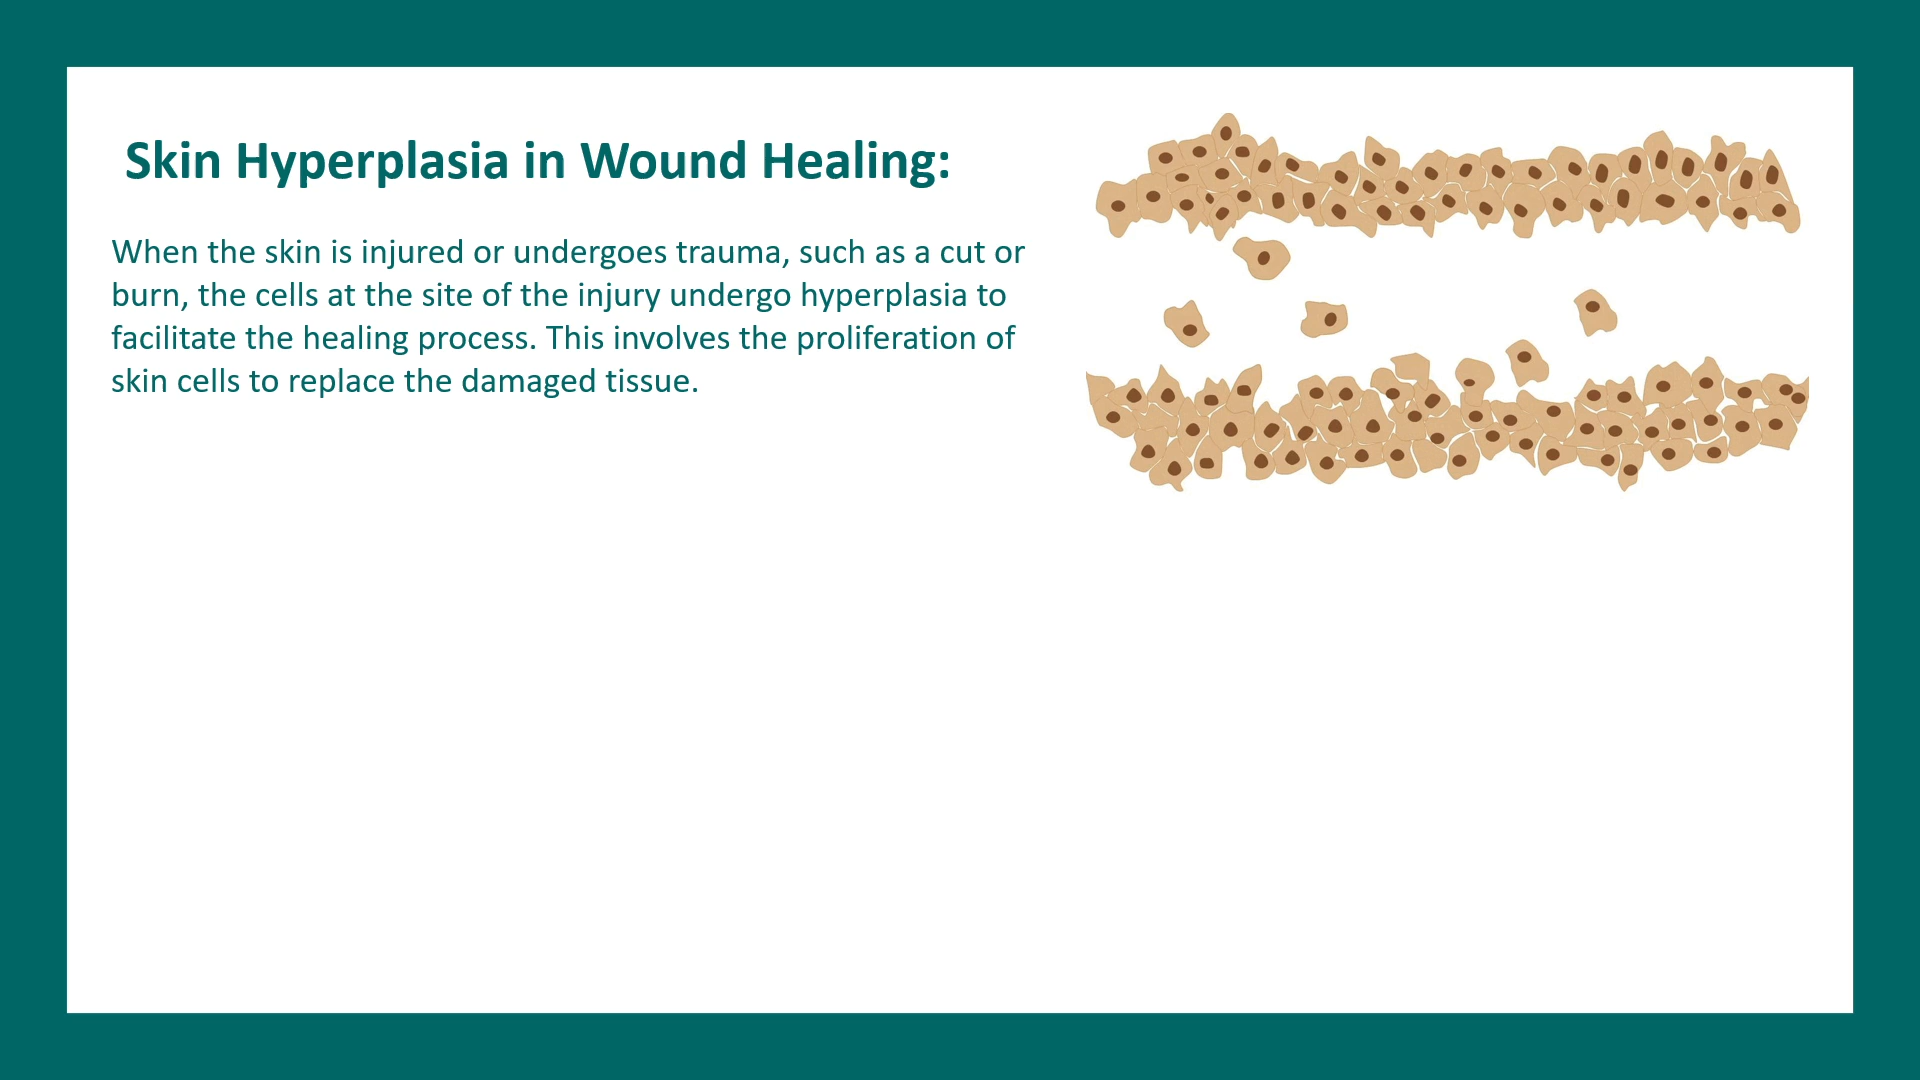 Skin Hyperplasia in Wound Healing:
When the skin is injured or undergoes trauma, such as a cut or
burn, the cells at the site of the injury undergo hyperplasia to
facilitate the healing process. This involves the proliferation of
skin cells to replace the damaged tissue.